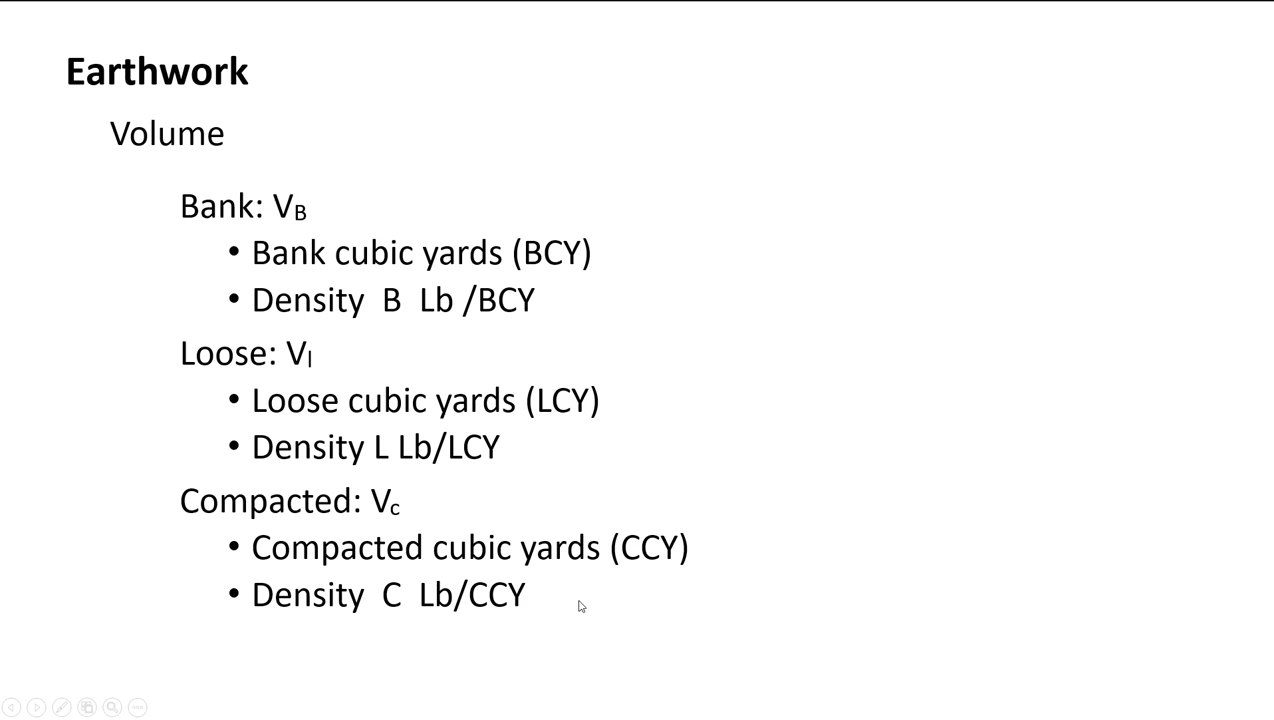 Earthwork
Volume
Bank: VB
• Bank cubic yards (BCY)
• Density  B  Lb /BCY
Loose: Vl
• Loose cubic yards (LCY)
• Density L Lb/LCY
Compacted: Vc
• Compacted cubic yards (CCY)
• Density  C  Lb/CCY